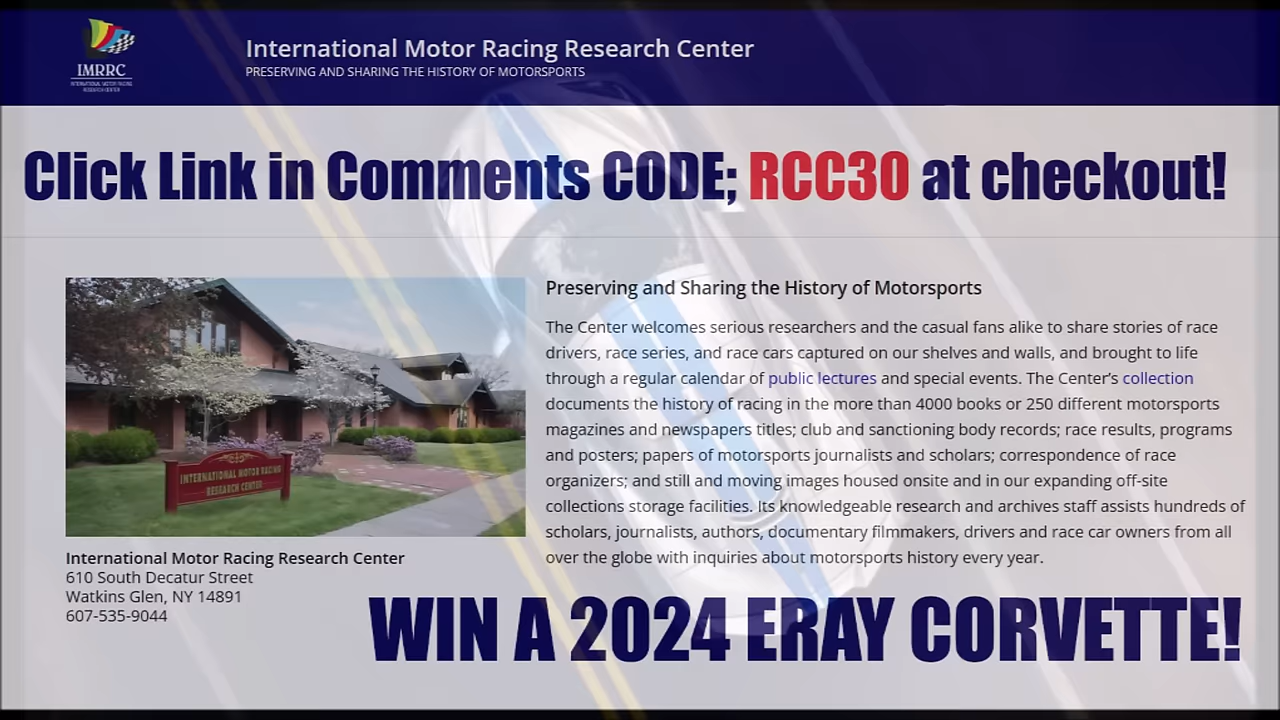 IMRRC
INTERNATIONAL MOTOR RACING
RESEARCH CENTER
International Motor Racing Research Center
PRESERVING AND SHARING THE HISTORY OF MOTORSPORTS
Click Link in Comments CODE; RCC30 at checkout!
INTERNATIONAL MOTOR RACING
RESEARCH CENTER
International Motor Racing Research Center
610 South Decatur Street
Watkins Glen, NY 14891
607-535-9044
Preserving and Sharing the History of Motorsports
The Center welcomes serious researchers and the casual fans alike to share stories of race
drivers, race series, and race cars captured on our shelves and walls, and brought to life
through a regular calendar of public lectures and special events. The Center’s collection
documents the history of racing in the more than 4000 books or 250 different motorsports
magazines and newspapers titles; club and sanctioning body records; race results, programs
and posters; papers of motorsports journalists and scholars; correspondence of race
organizers; and still and moving images housed onsite and in our expanding off-site
collections storage facilities. Its knowledgeable research and archives staff assists hundreds of
scholars, journalists, authors, documentary filmmakers, drivers and race car owners from all
over the globe with inquiries about motorsports history every year.
WIN A 2024 ERAY CORVETTE!